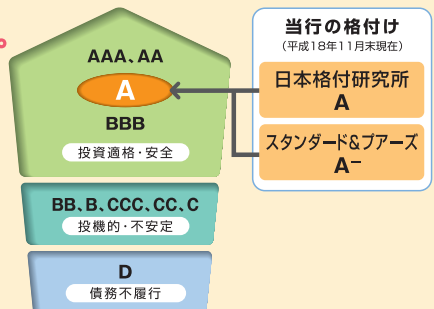 AAA、AA
A
BBB
投資適格・安全
BB、B、CCC、CC、C
投機的・不安定
D
債務不履行
当行の格付け
(平成18年11月末現在)
日本格付研究所
A
スタンダード&プアーズ
A−